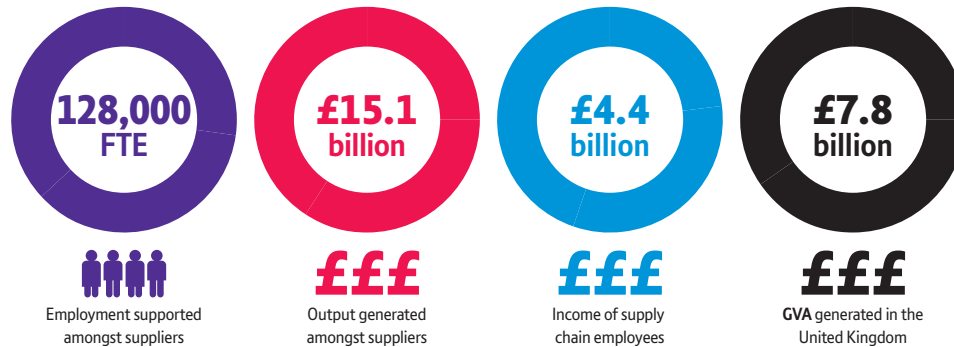 128,000
FTE
£15.1
billion
£4.4
billion
£7.8
billion
£££
£££
£££
Employment supported
amongst suppliers
Output generated
amongst suppliers
Income of supply
chain employees
GVA generated in the
United Kingdom